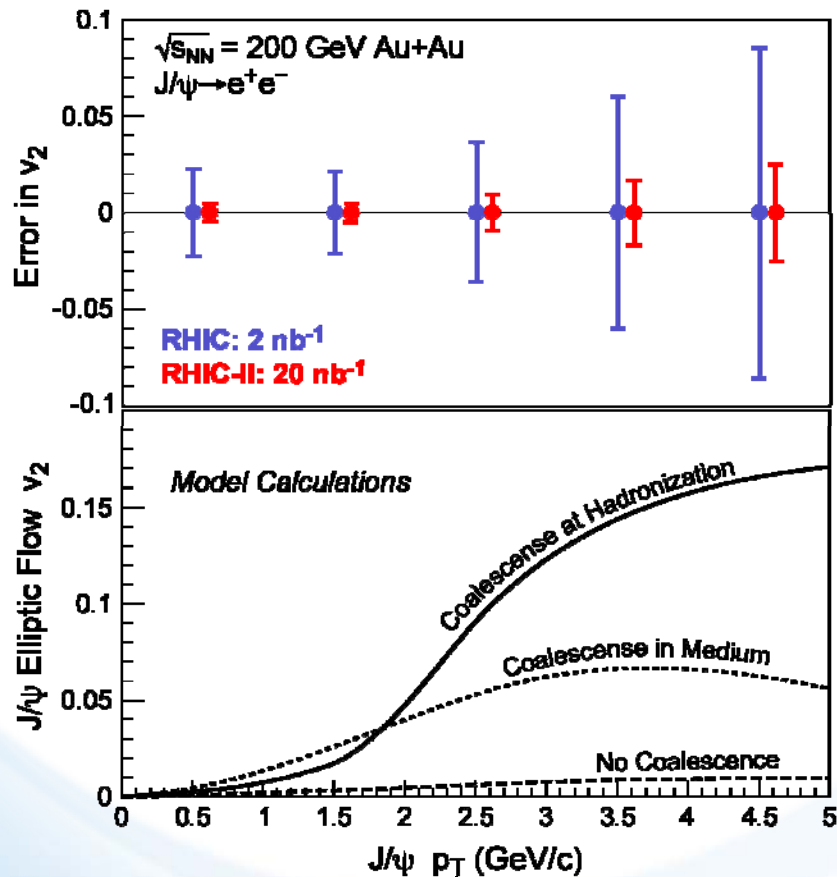 0.1
√sNN = 200 GeV Au+Au
J/ψ→e⁺e⁻
0.05
0
-0.05
-0.1
Error in v₂
RHIC: 2 nb⁻¹
RHIC-II: 20 nb⁻¹
Model Calculations
0.15
0.1
0.05
0
J/ψ Elliptic Flow v₂
Coalescense at Hadronization
Coalescense in Medium
No Coalescence
0 0.5 1 1.5 2 2.5 3 3.5 4 4.5 5
J/ψ pT (GeV/c)